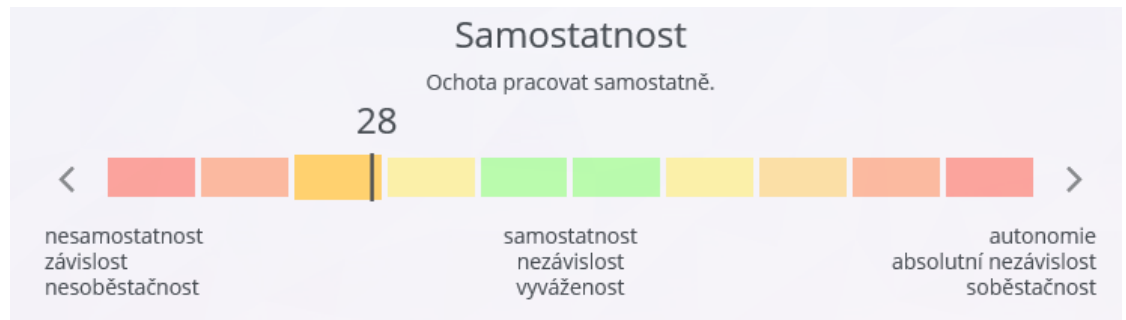 Samostatnost
Ochota pracovat samostatně.
28
nesamostatnost
závislost
nesoběstačnost
samostatnost
nezávislost
vyváženost
autonomie
absolutní nezávislost
soběstačnost